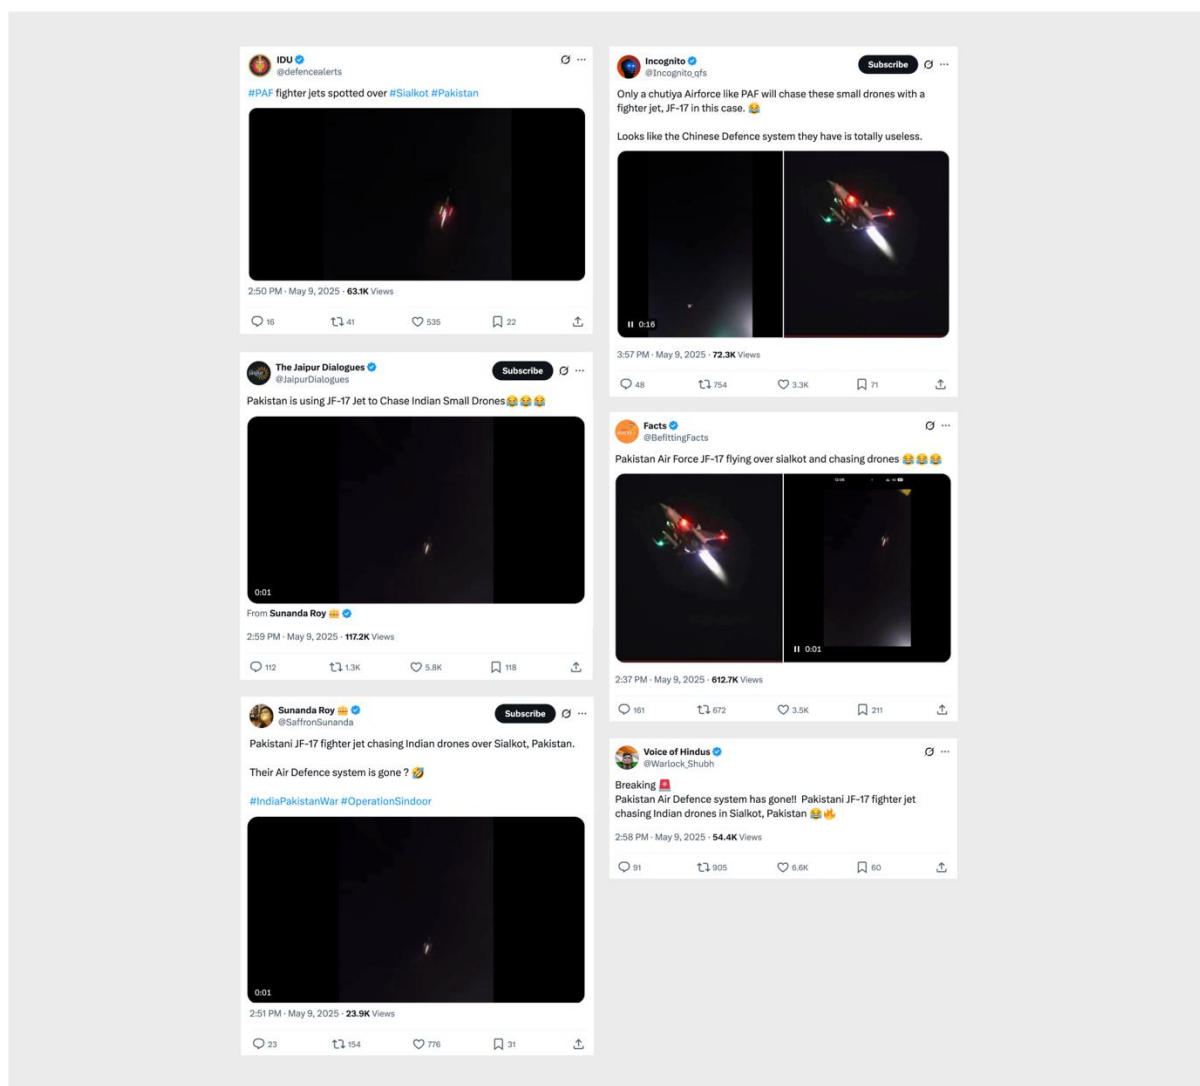 IDU
@defencealerts
#PAF fighter jets spotted over #Sialkot #Pakistan
2:50 PM · May 9, 2025 · 63.1K Views
16 41 535 22
The Jaipur Dialogues
@JaipurDialogues
Subscribe
Pakistan is using JF-17 Jet to Chase Indian Small Drones😂😂😂
0:01
From Sunanda Roy 👑
2:59 PM · May 9, 2025 · 117.2K Views
112 1.3K 5.8K 118
Sunanda Roy 👑
@SaffronSunanda
Subscribe
Pakistani JF-17 fighter jet chasing Indian drones over Sialkot, Pakistan.
Their Air Defence system is gone ? 🤣
#IndiaPakistanWar #OperationSindoor
0:01
2:51 PM · May 9, 2025 · 23.9K Views
23 154 776 31
Incognito
@Incognito_qfs
Subscribe
Only a chutiya Airforce like PAF will chase these small drones with a
fighter jet, JF-17 in this case. 😂
Looks like the Chinese Defence system they have is totally useless.
0:16
3:57 PM · May 9, 2025 · 72.3K Views
48 754 3.3K 71
Facts
@BefittingFacts
Pakistan Air Force JF-17 flying over sialkot and chasing drones 😂😂😂
0:01
2:37 PM · May 9, 2025 · 612.7K Views
161 672 3.5K 211
Voice of Hindus
@Warlock_Shubh
Breaking 🚨
Pakistan Air Defence system has gone!! Pakistani JF-17 fighter jet
chasing Indian drones in Sialkot, Pakistan 😂🔥
2:58 PM · May 9, 2025 · 54.4K Views
91 905 6.6K 60